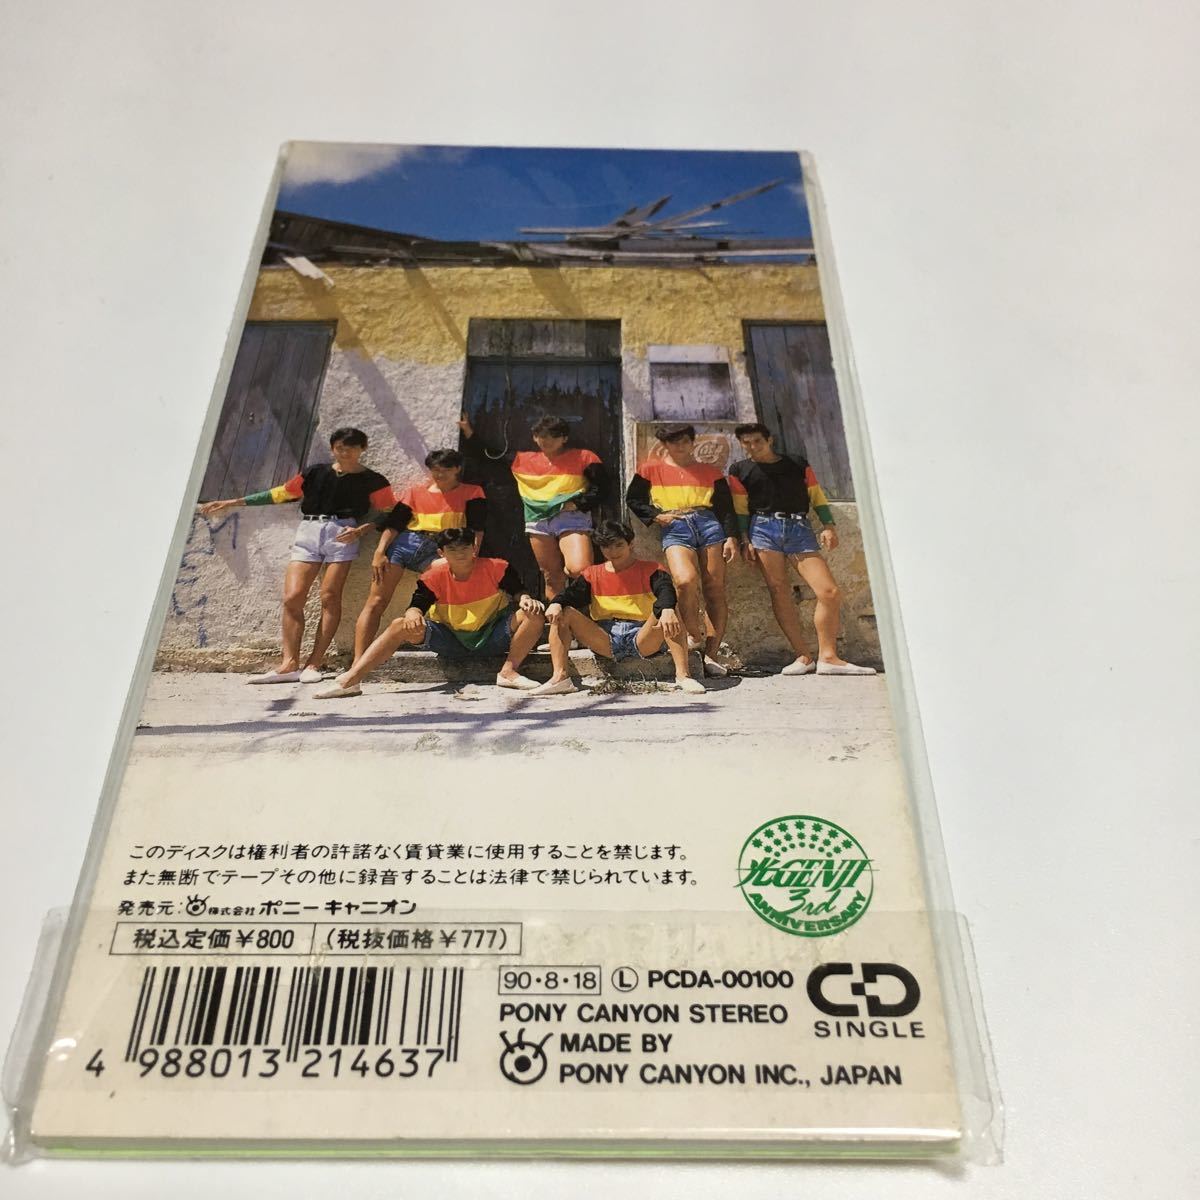 このディスクは権利者の許諾なく賃貸業に使用することを禁じます。
また無断でテープその他に録音することは法律で禁じられています。
発売元:株式会社 ポニーキャニオン
税込定価¥800 (税抜価格¥777)
光GENJI
3rd
ANNIVERSARY
90・8・18 Ⓛ PCDA-00100
PONY CANYON STEREO
MADE BY
PONY CANYON INC., JAPAN
CD
SINGLE
4 988013 214637